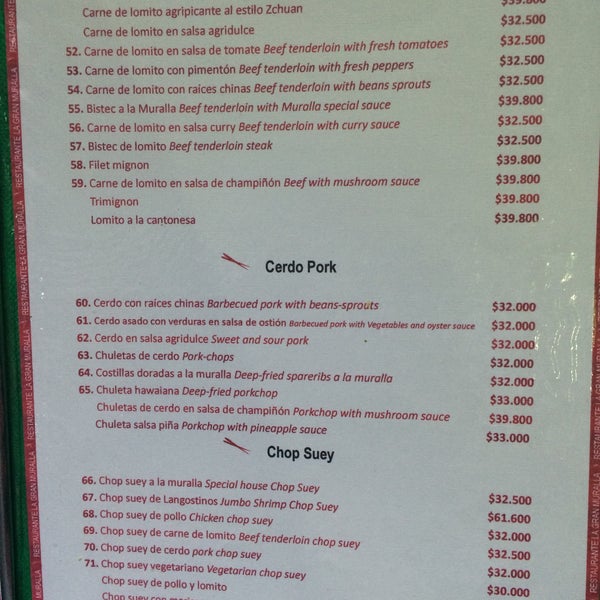 $39.800
Carne de lomito agripicante al estilo Zchuan $32.500
Carne de lomito en salsa agridulce $32.500
52. Carne de lomito en salsa de tomate Beef tenderloin with fresh tomatoes $32.500
53. Carne de lomito con pimentón Beef tenderloin with fresh peppers $32.500
54. Carne de lomito con raices chinas Beef tenderloin with beans sprouts $39.800
55. Bistec a la Muralla Beef tenderloin with Muralla special sauce $32.500
56. Carne de lomito en salsa curry Beef tenderloin with curry sauce $32.500
57. Bistec de lomito Beef tenderloin steak $39.800
58. Filet mignon $39.800
59. Carne de lomito en salsa de champiñón Beef with mushroom sauce $39.800
Trimignon $39.800
Lomito a la cantonesa
Cerdo Pork
60. Cerdo con raíces chinas Barbecued pork with beans-sprouts $32.000
61. Cerdo asado con verduras en salsa de ostión Barbecued pork with Vegetables and oyster sauce $32.000
62. Cerdo en salsa agridulce Sweet and sour pork $32.000
63. Chuletas de cerdo Pork-chops $32.000
64. Costillas doradas a la muralla Deep-fried spareribs a la muralla $32.000
65. Chuleta hawaiana Deep-fried porkchop $33.000
Chuletas de cerdo en salsa de champiñón Porkchop with mushroom sauce $39.800
Chuleta salsa piña Porkchop with pineapple sauce $33.000
Chop Suey
66. Chop suey a la muralla Special house Chop Suey $32.500
67. Chop suey de Langostinos Jumbo Shrimp Chop Suey $61.600
68. Chop suey de pollo Chicken chop suey $32.000
69. Chop suey de carne de lomito Beef tenderloin chop suey $32.500
70. Chop suey de cerdo pork chop suey $32.000
71. Chop suey vegetariano Vegetarian chop suey $30.000
Chop suey de pollo y lomito
Chop suey con
RESTAURANTE LA GRAN MURALLA
RESTAURANTE LA GRAN MURALLA